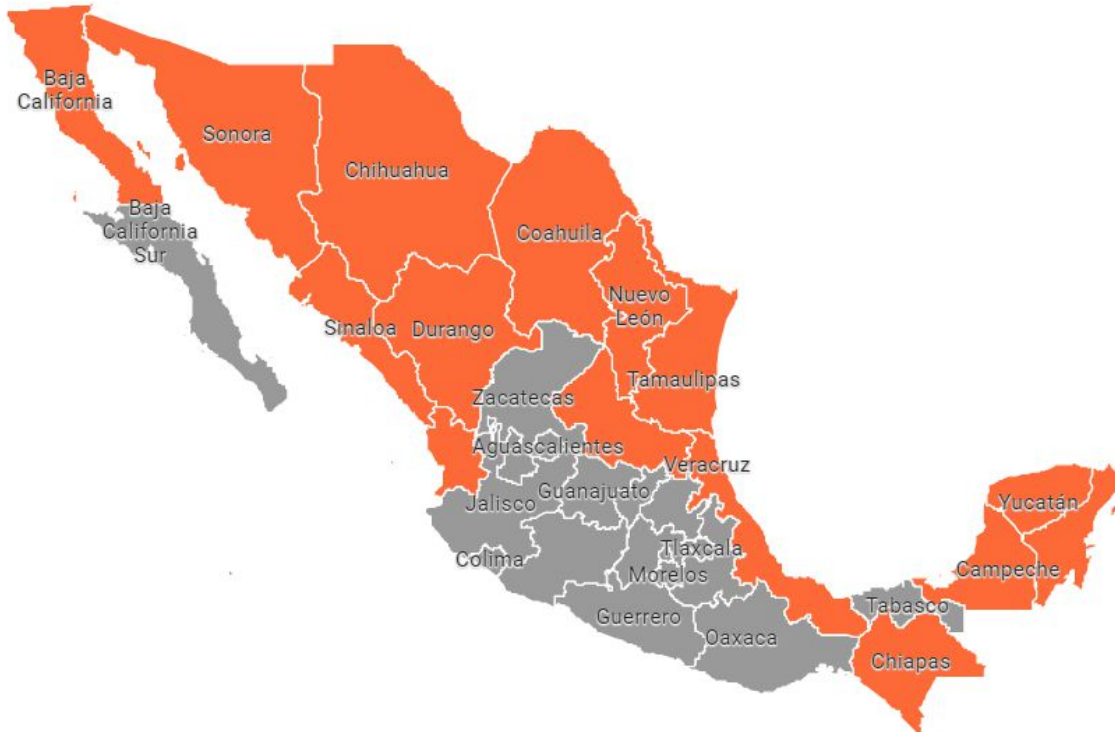 Baja
California
Sonora
Chihuahua
Baja
California
Sur
Coahuila
Nuevo
León
Sinaloa
Durango
Tamaulipas
Zacatecas
Aguascalientes
Veracruz
Guanajuato
Jalisco
Yucatán
Tlaxcala
Colima
Morelos
Campeche
Tabasco
Guerrero
Oaxaca
Chiapas